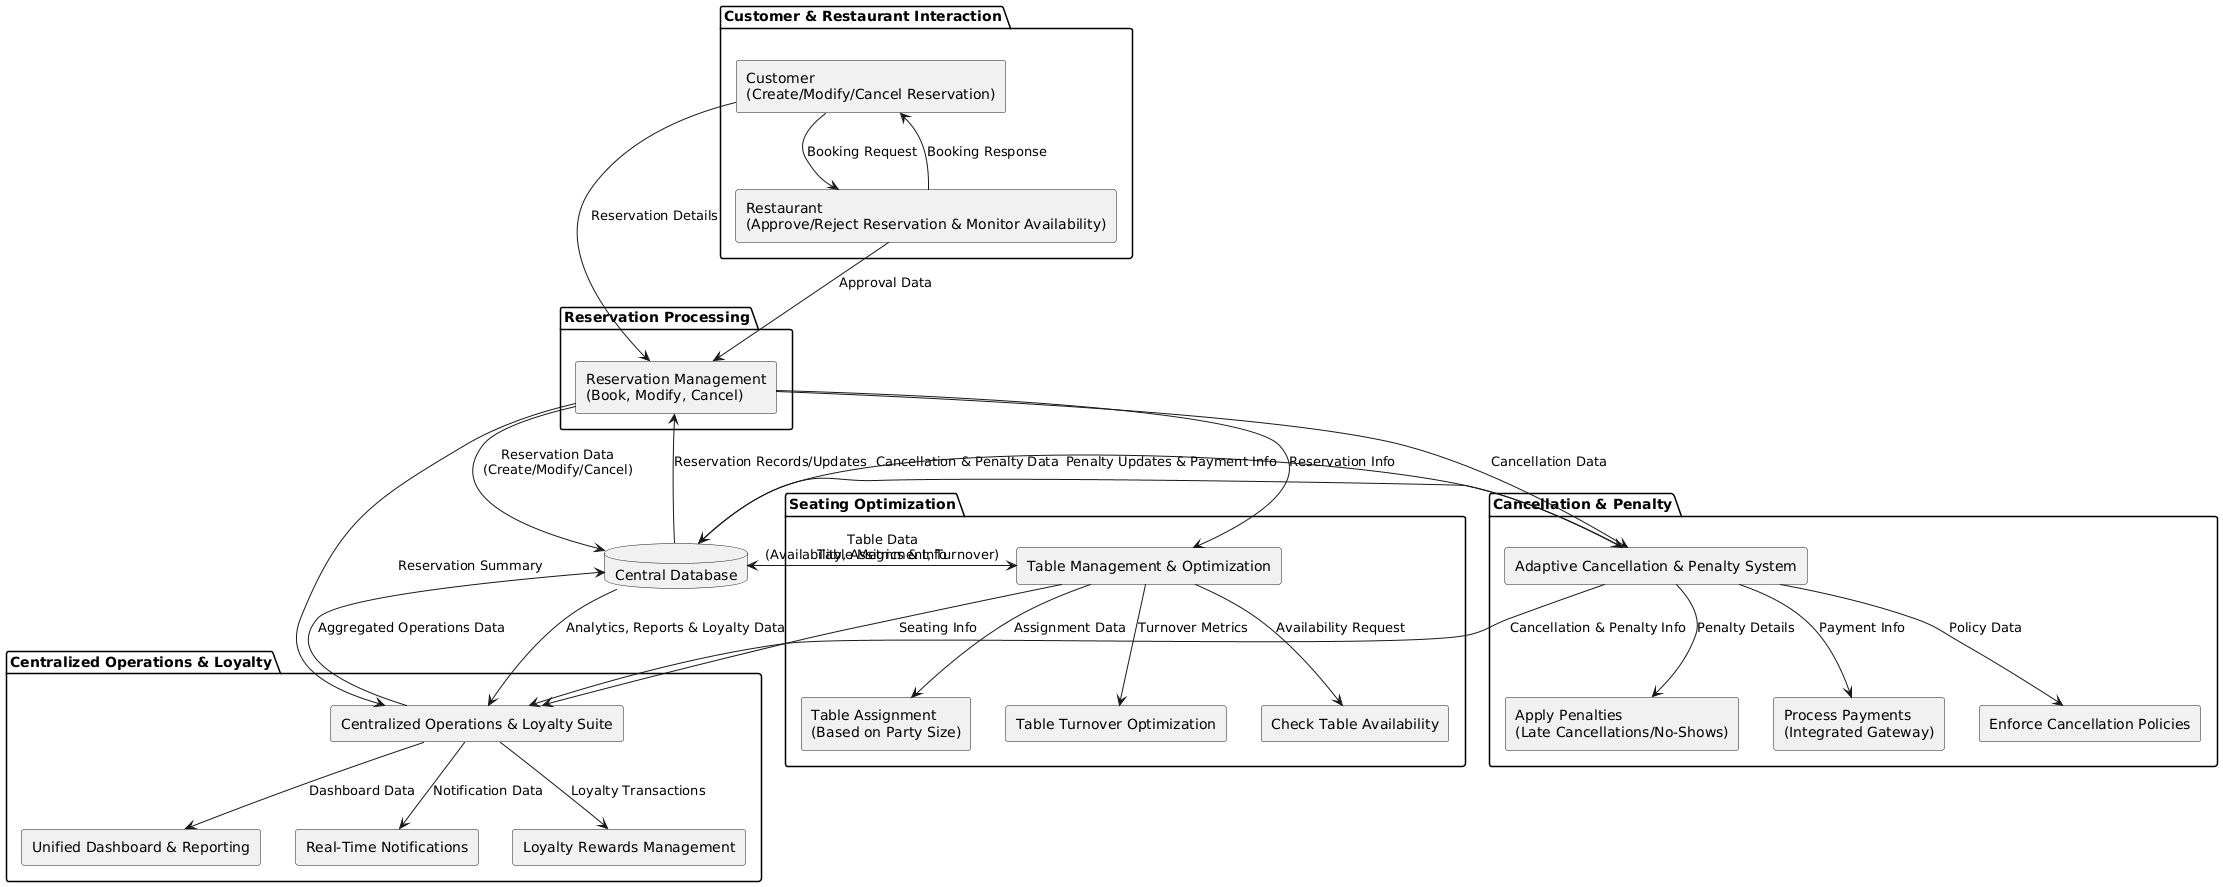 Customer & Restaurant Interaction
Customer
(Create/Modify/Cancel Reservation)
Booking Request
Booking Response
Restaurant
(Approve/Reject Reservation & Monitor Availability)
Reservation Details
Approval Data
Reservation Processing
Reservation Management
(Book, Modify, Cancel)
Reservation Data
(Create/Modify/Cancel)
Reservation Records/Updates
Cancellation & Penalty Data
Penalty Updates & Payment Info
Reservation Info
Cancellation Data
Seating Optimization
Cancellation & Penalty
Table Data
(Availability, Assignment, Turnover)
Table Metrics & Info
Central Database
Table Management & Optimization
Adaptive Cancellation & Penalty System
Reservation Summary
Aggregated Operations Data
Analytics, Reports & Loyalty Data
Seating Info
Assignment Data
Turnover Metrics
Availability Request
Cancellation & Penalty Info
Penalty Details
Payment Info
Policy Data
Centralized Operations & Loyalty
Centralized Operations & Loyalty Suite
Table Assignment
(Based on Party Size)
Table Turnover Optimization
Check Table Availability
Apply Penalties
(Late Cancellations/No-Shows)
Process Payments
(Integrated Gateway)
Enforce Cancellation Policies
Dashboard Data
Notification Data
Loyalty Transactions
Unified Dashboard & Reporting
Real-Time Notifications
Loyalty Rewards Management